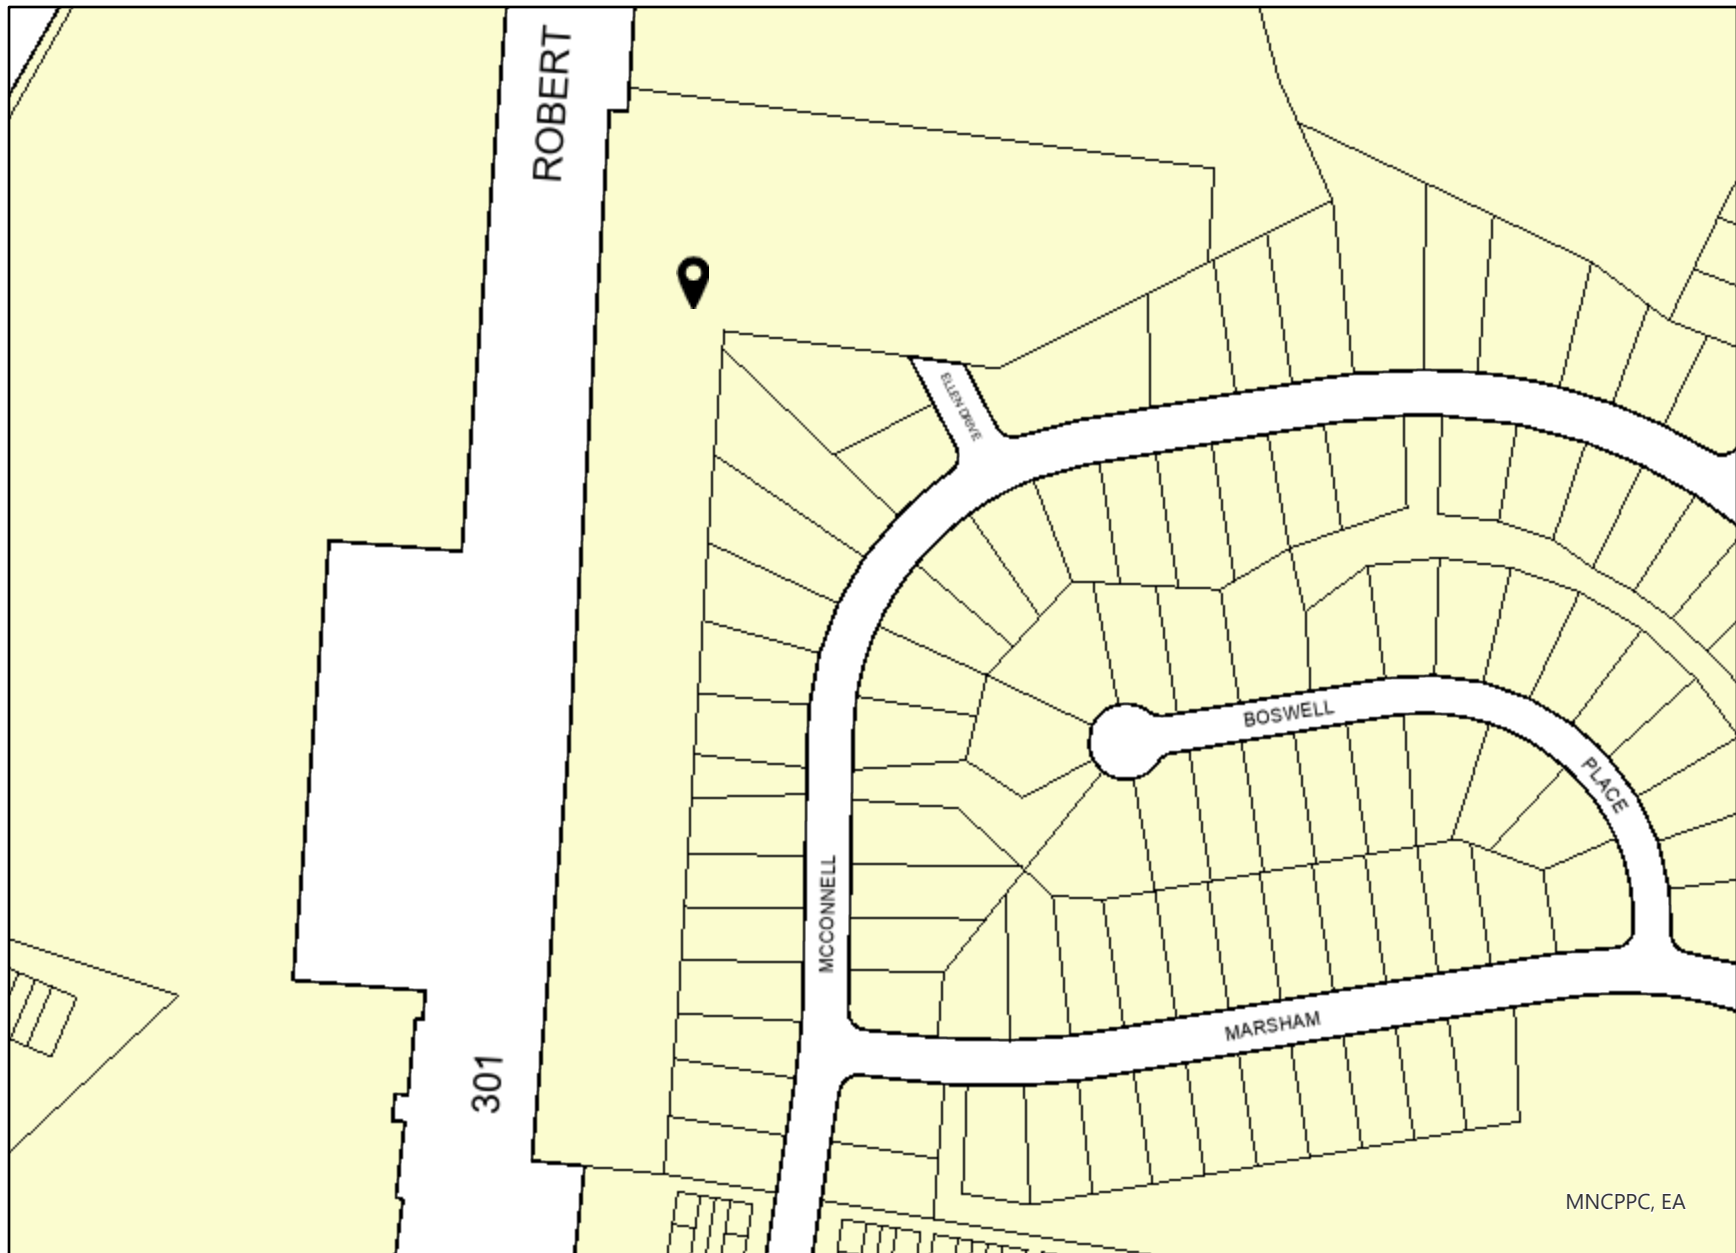 ROBERT
ELLEN DRIVE
BOSWELL
PLACE
MCCONNELL
MARSHAM
301
MNCPPC, EA